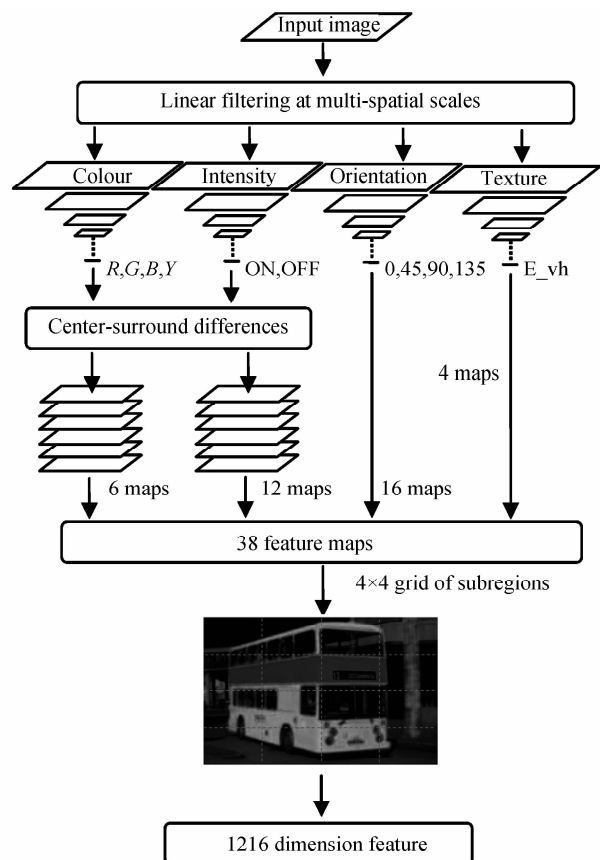 Input image
Linear filtering at multi-spatial scales
Colour
Intensity
Orientation
Texture
R,G,B,Y
ON,OFF
0,45,90,135
E_vh
Center-surround differences
4 maps
6 maps
12 maps
16 maps
38 feature maps
4×4 grid of subregions
1216 dimension feature